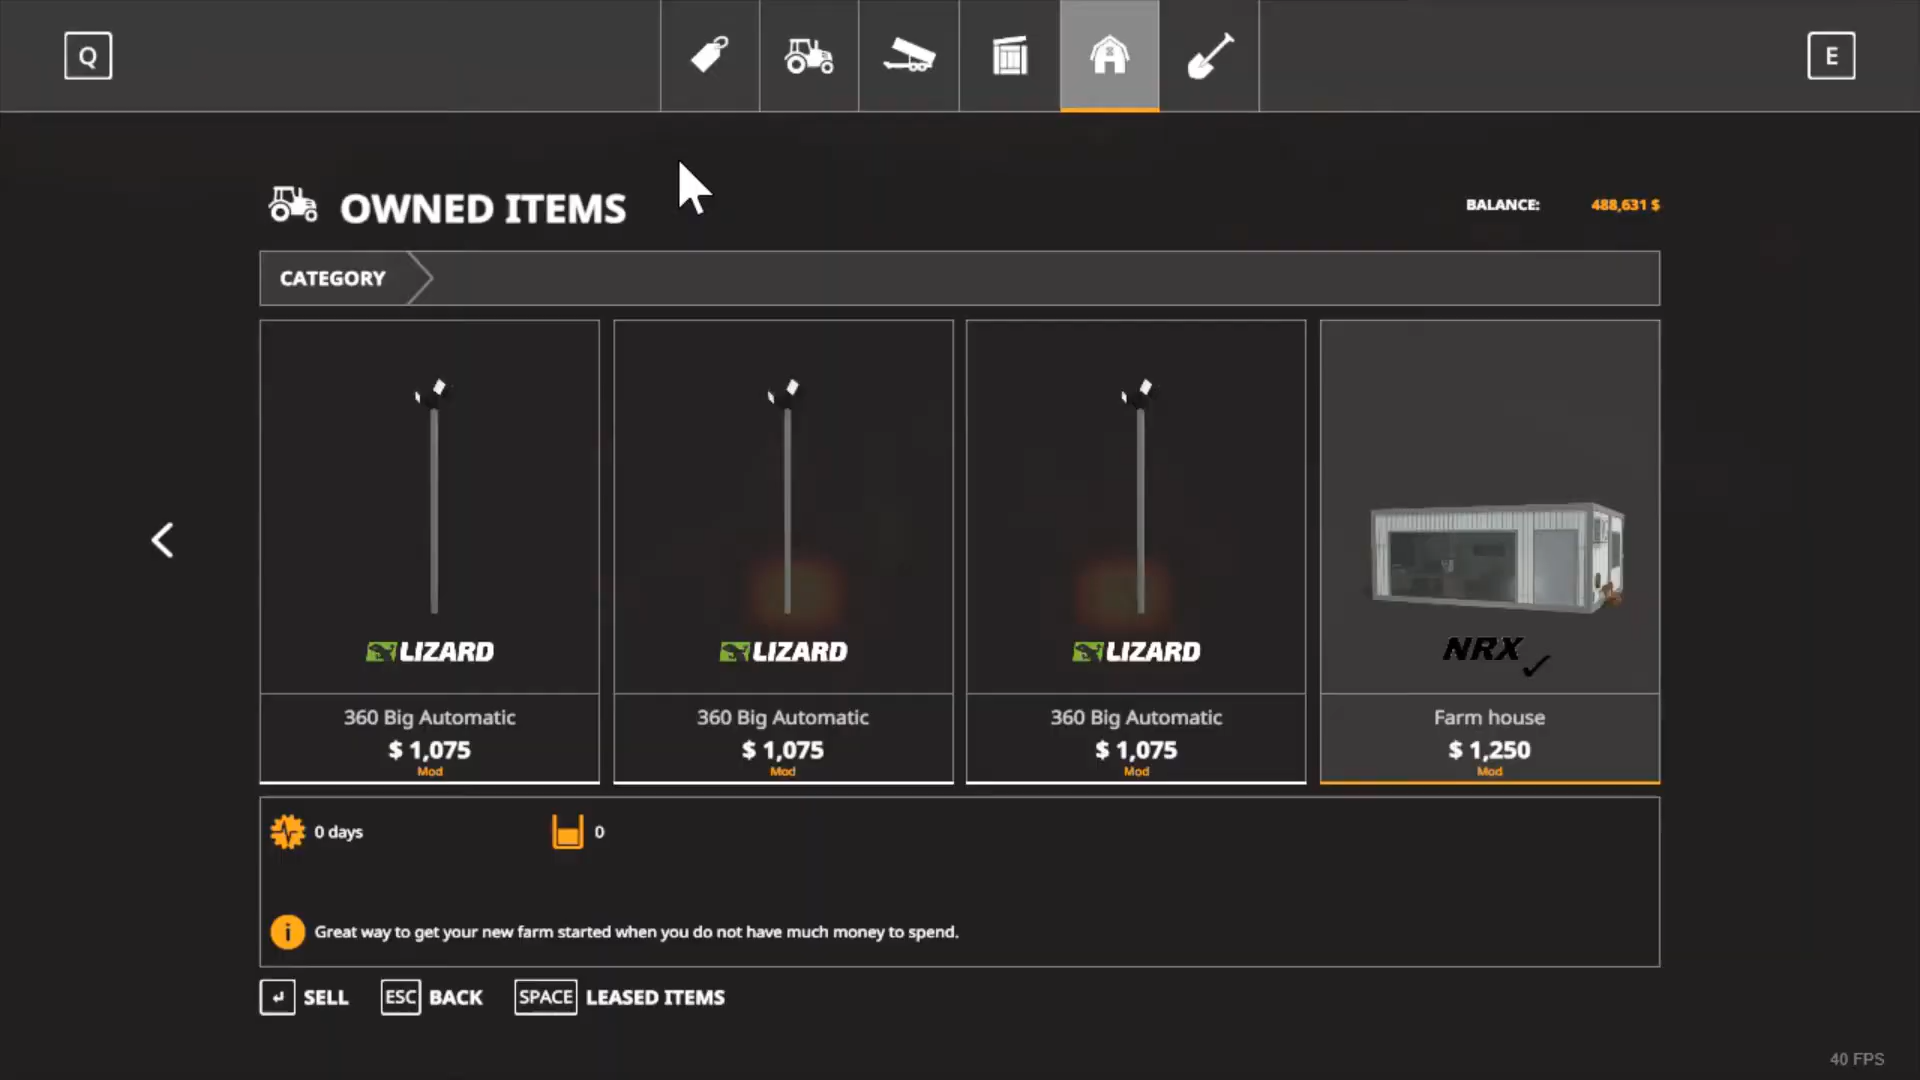 Q
E
OWNED ITEMS
BALANCE: 488,631 $
CATEGORY
LIZARD
LIZARD
LIZARD
NRX
360 Big Automatic
$ 1,075
Mod
360 Big Automatic
$ 1,075
Mod
360 Big Automatic
$ 1,075
Mod
Farm house
$ 1,250
Mod
0 days
0
i Great way to get your new farm started when you do not have much money to spend.
SELL ESC BACK SPACE LEASED ITEMS
40 FPS